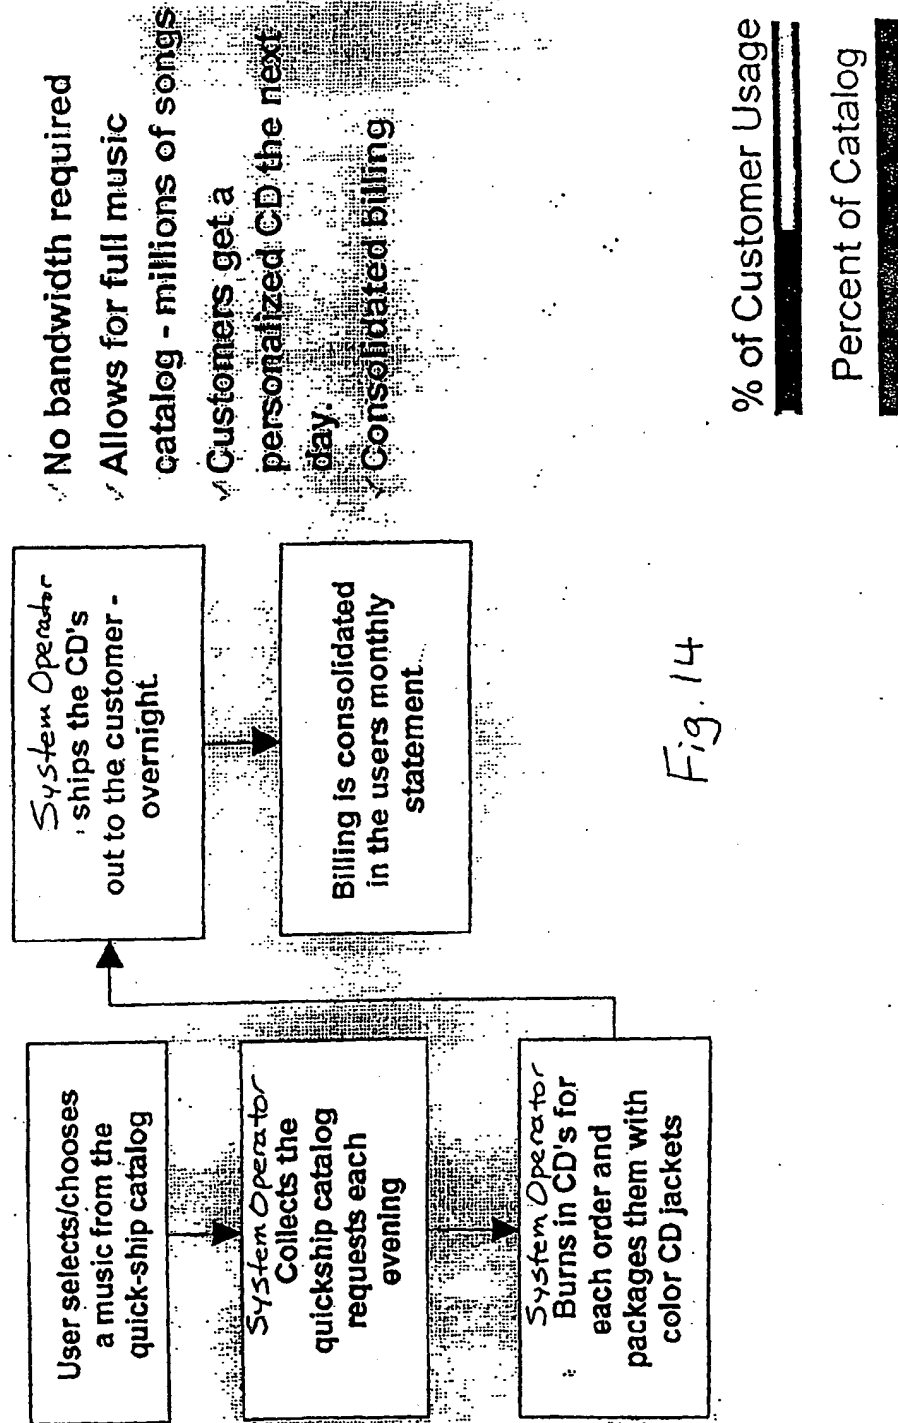 User selects/chooses
a music from the
quick-ship catalog
System Operator
Collects the
quickship catalog
requests each
evening
System Operator
Burns in CD's for
each order and
packages them with
color CD jackets
System Operator
ships the CD's
out to the customer -
overnight.
Billing is consolidated
in the users monthly
statement
✓ No bandwidth required
✓ Allows for full music
catalog - millions of songs
✓ Customers get a
personalized CD the next
day.
✓ Consolidated billing
Fig. 14
% of Customer Usage
Percent of Catalog